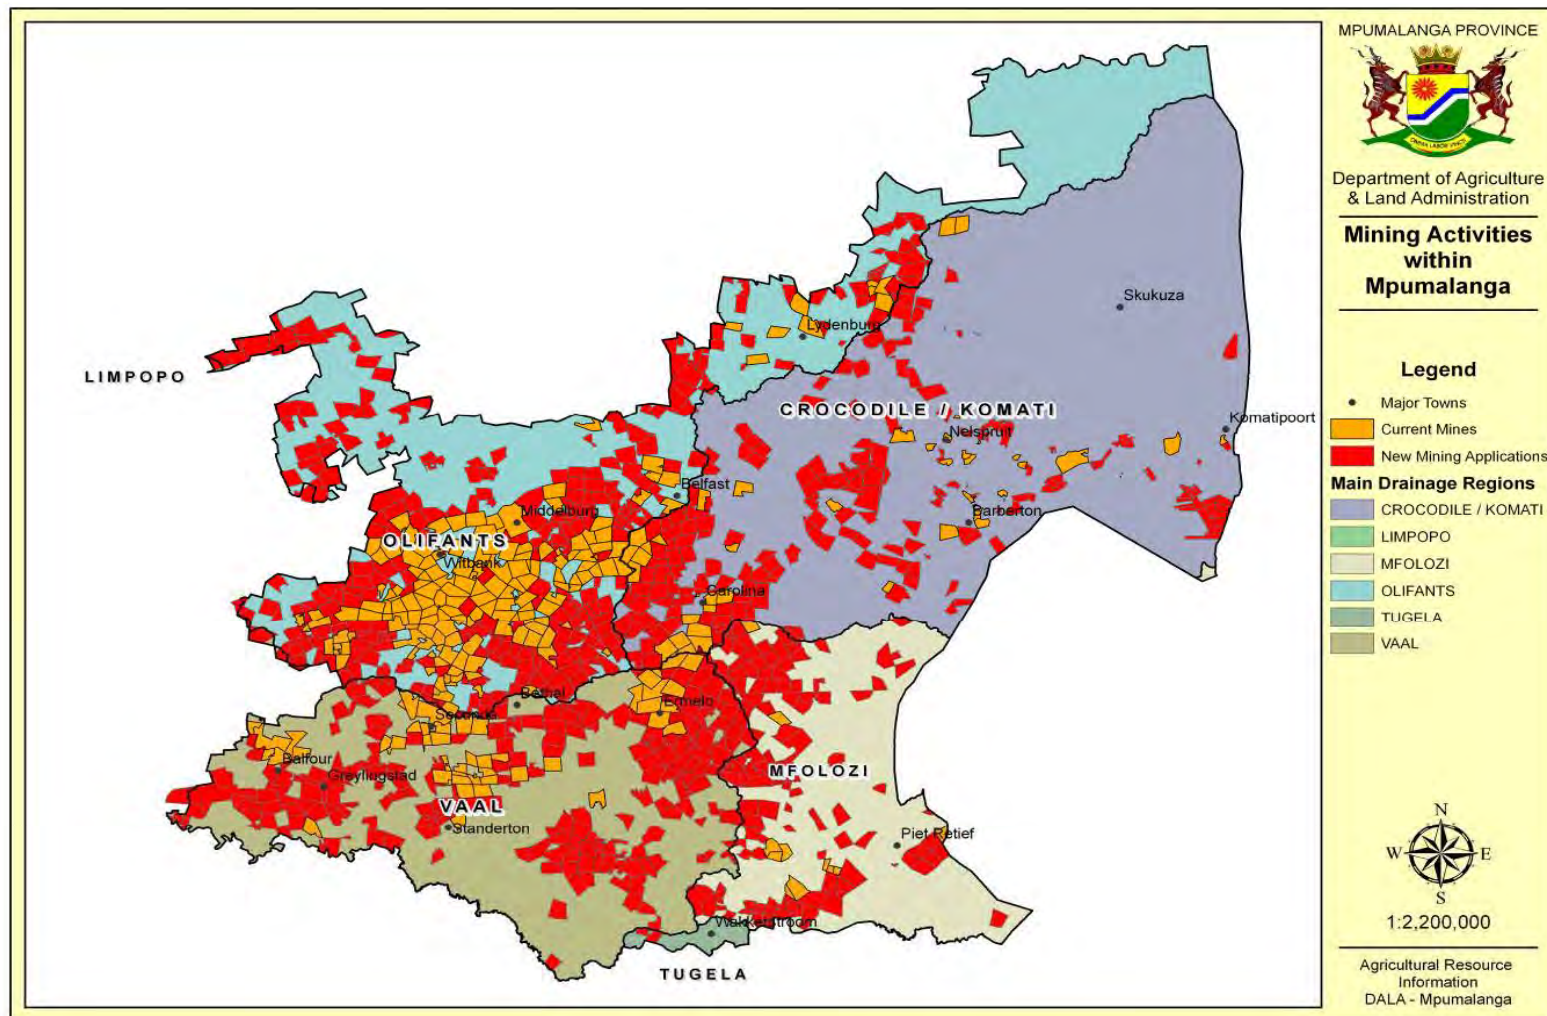 MPUMALANGA PROVINCE
OMNIA LABOR VINCIT
Department of Agriculture
& Land Administration
Mining Activities
within
Mpumalanga
Legend
Major Towns
Current Mines
New Mining Applications
Main Drainage Regions
CROCODILE / KOMATI
LIMPOPO
MFOLOZI
OLIFANTS
TUGELA
VAAL
N
W
E
S
1:2,200,000
Agricultural Resource
Information
DALA - Mpumalanga
Skukuza
Lydenburg
LIMPOPO
CROCODILE / KOMATI
Komatipoort
Nelspruit
Belfast
Middelburg
Barberton
OLIFANTS
Witbank
Carolina
Bethal
Ermelo
Secunda
Balfour
MFOLOZI
Greylingstad
VAAL
Standerton
Piet Retief
Wakkerstroom
TUGELA